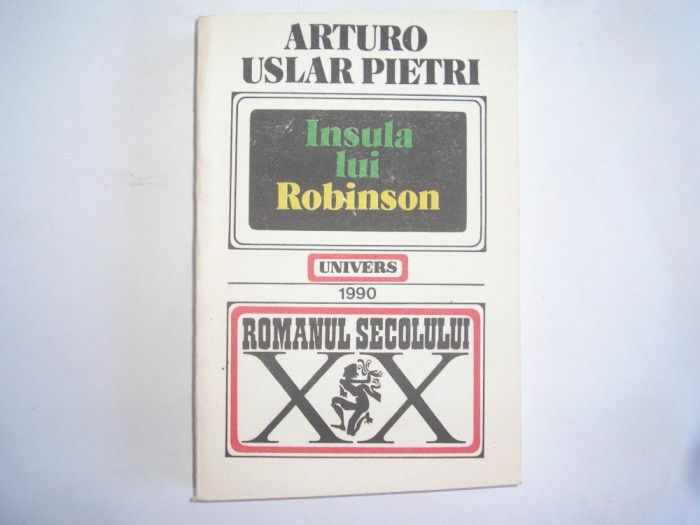 ARTURO
USLAR PIETRI
Insula
lui
Robinson
UNIVERS
1990
ROMANUL SECOLULUI
XX